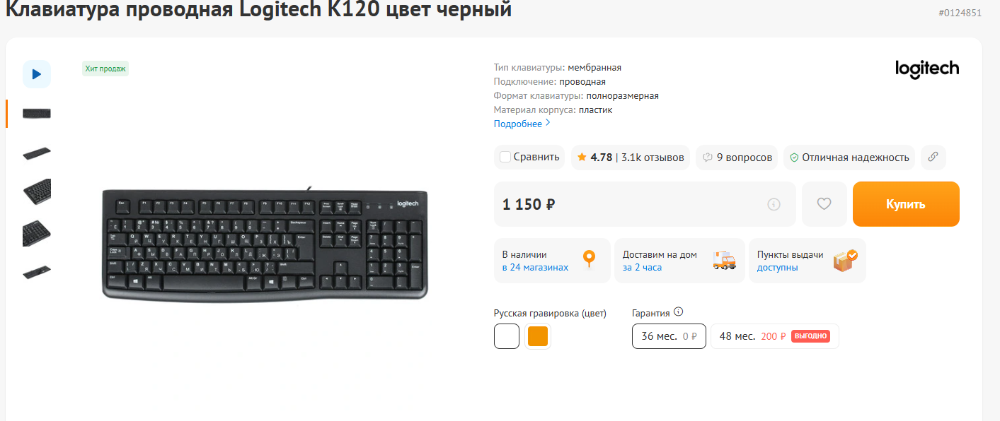 Клавиатура проводная Logitech K120 цвет черный
#0124851
Хит продаж
Тип клавиатуры: мембранная
logitech
Подключение: проводная
Формат клавиатуры: полноразмерная
Материал корпуса: пластик
Подробнее
Сравнить
4.78 | 3.1k отзывов
9 вопросов
Отличная надежность
1 150 ₽
Купить
В наличии
в 24 магазинах
Доставим на дом
за 2 часа
Пункты выдачи
доступны
logitech
Русская гравировка (цвет)
Гарантия
36 мес. 0 ₽
48 мес. 200 ₽ ВЫГОДНО